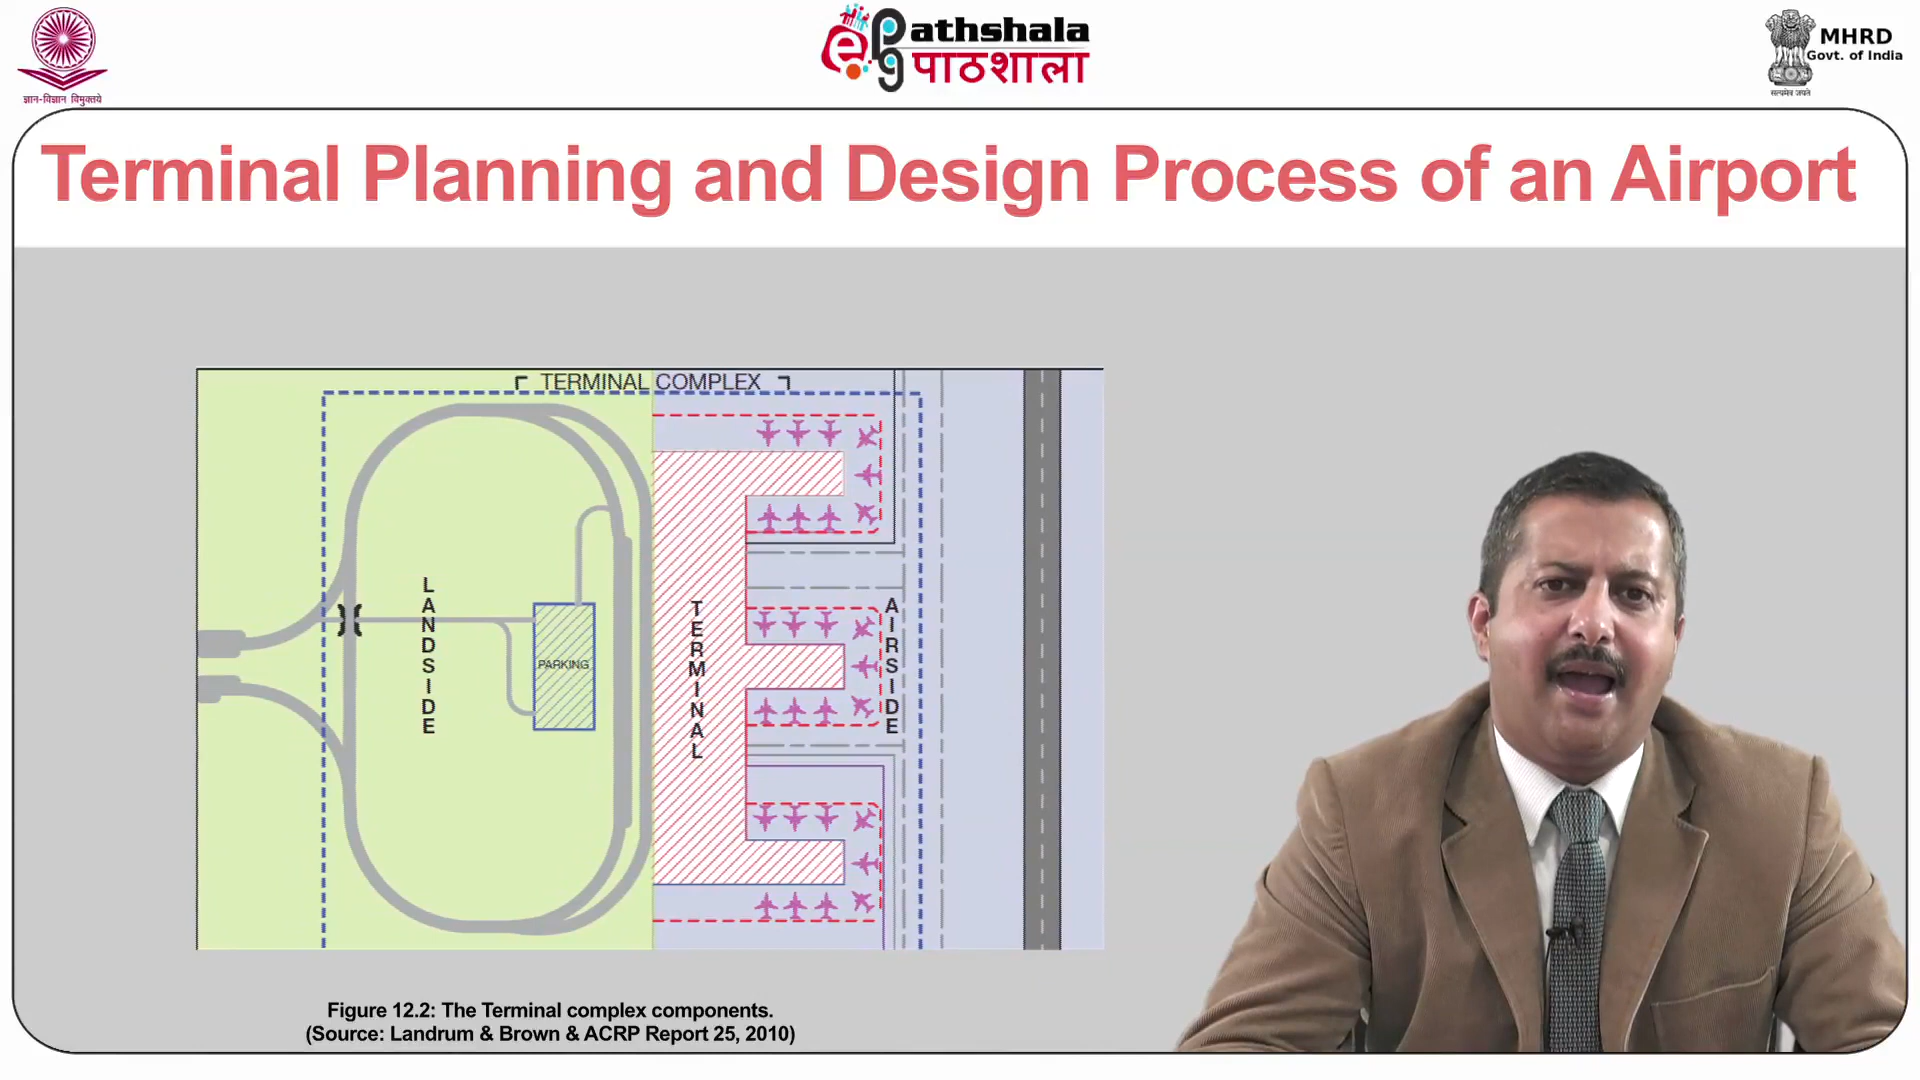 ज्ञान-विज्ञान विमुक्तये
ePathshala
पाठशाला
MHRD
Govt. of India
सत्यमेव जयते
Terminal Planning and Design Process of an Airport
TERMINAL COMPLEX
LANDSIDE
PARKING
TERMINAL
AIRSIDE
Figure 12.2: The Terminal complex components.
(Source: Landrum & Brown & ACRP Report 25, 2010)